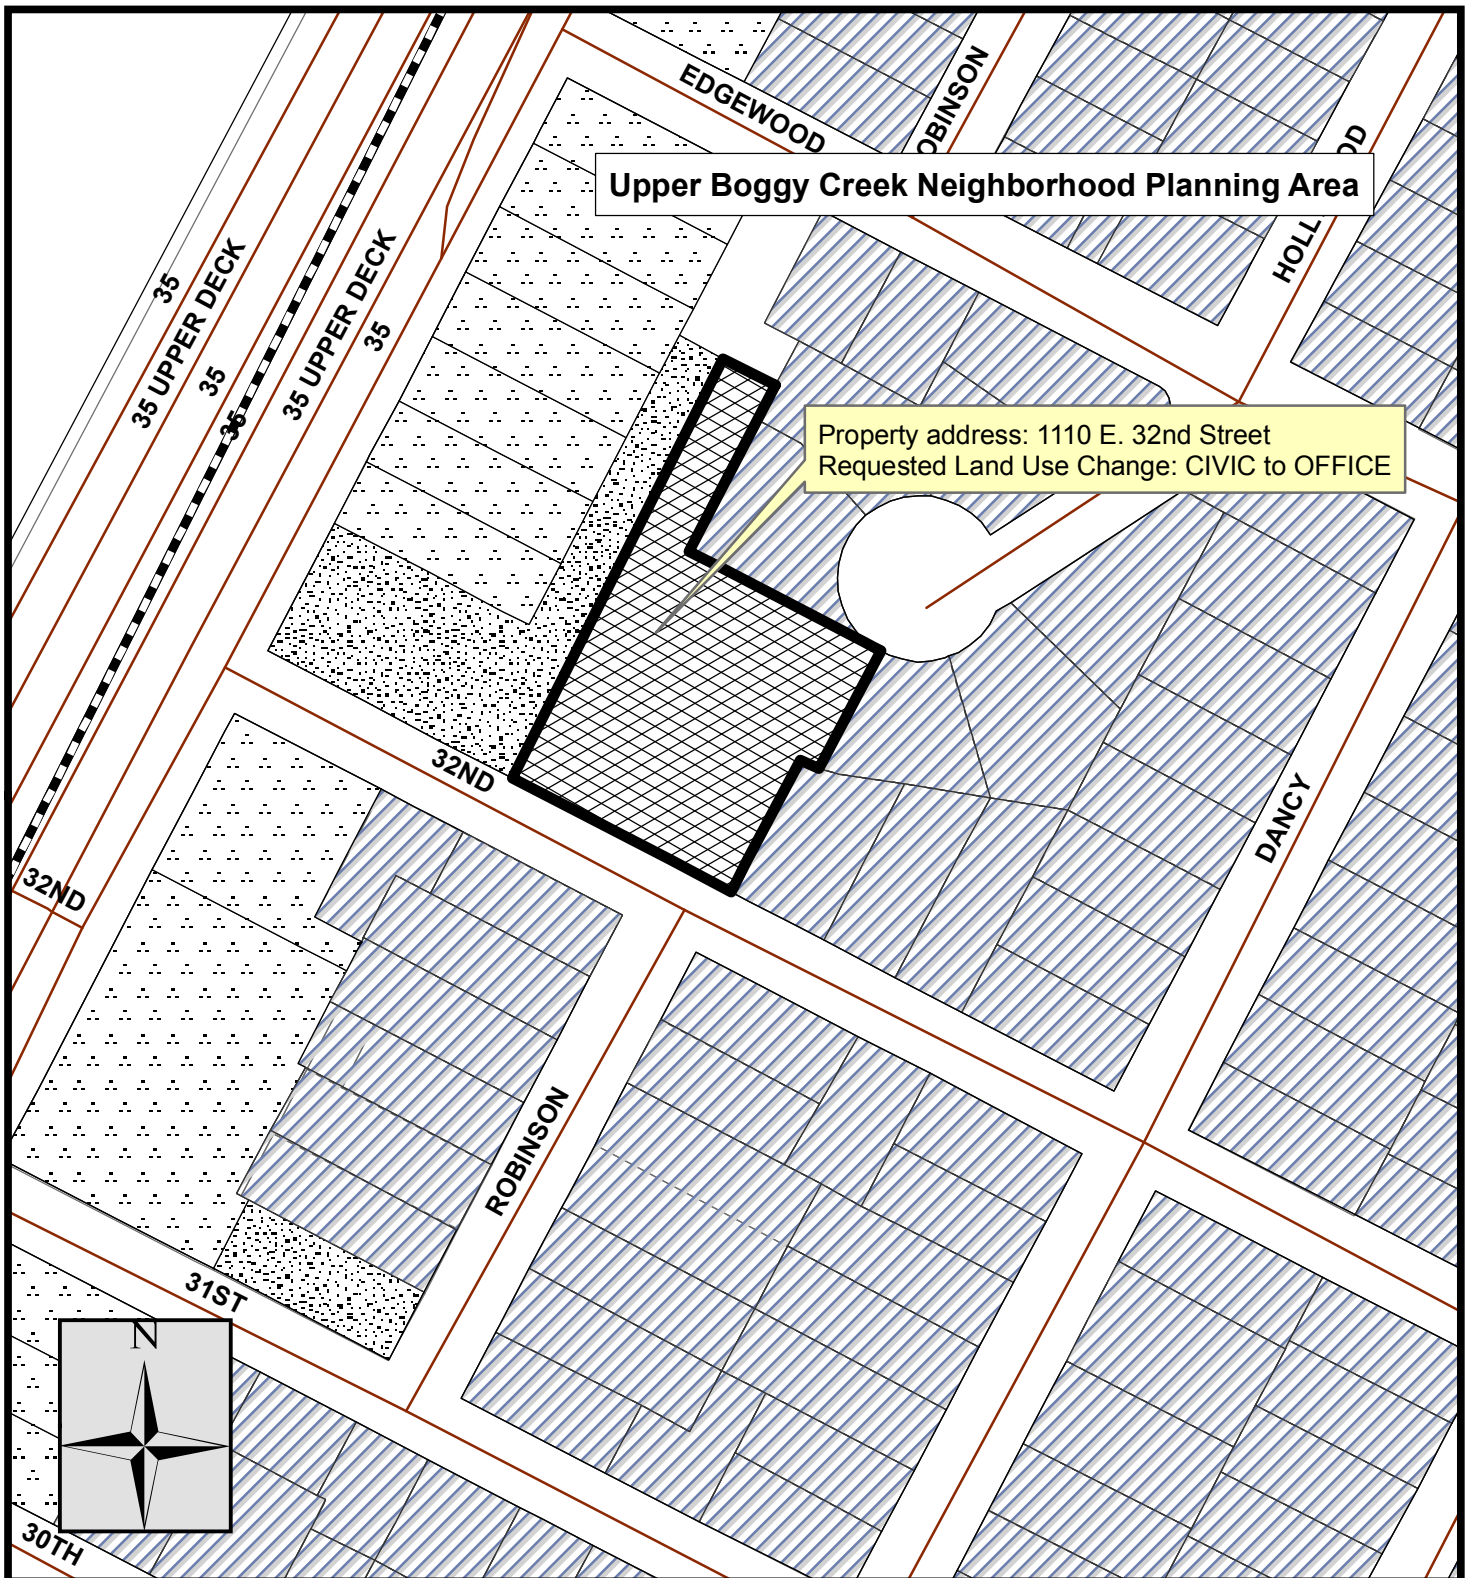 EDGEWOOD
OBINSON
OD
Upper Boggy Creek Neighborhood Planning Area
HOLL
35
35 UPPER DECK
35
35
35 UPPER DECK
35
Property address: 1110 E. 32nd Street
Requested Land Use Change: CIVIC to OFFICE
32ND
DANCY
32ND
ROBINSON
31ST
N
30TH